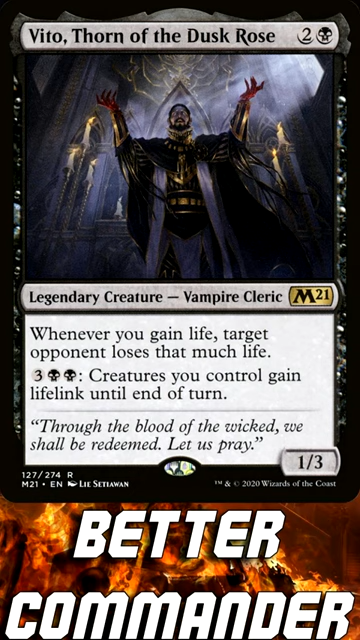 Vito, Thorn of the Dusk Rose 2
Legendary Creature — Vampire Cleric M21
Whenever you gain life, target
opponent loses that much life.
3: Creatures you control gain
lifelink until end of turn.
“Through the blood of the wicked, we
shall be redeemed. Let us pray.”
1/3
127/274 R
M21 • EN Lie Setiawan ™ & © 2020 Wizards of the Coast
BETTER
COMMANDER